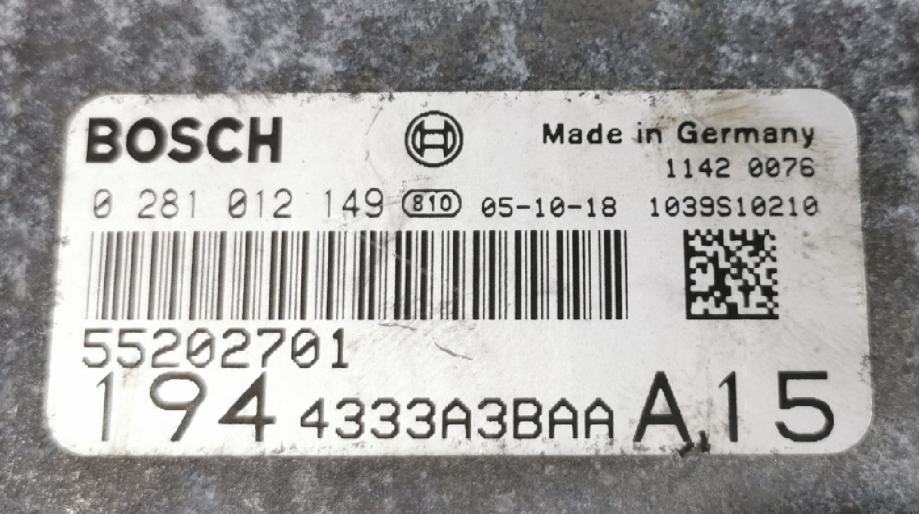 BOSCH
Made in Germany
1142 0076
0 281 012 149 810 05-10-18 1039S10210
55202701
194 4333A3BAA A15